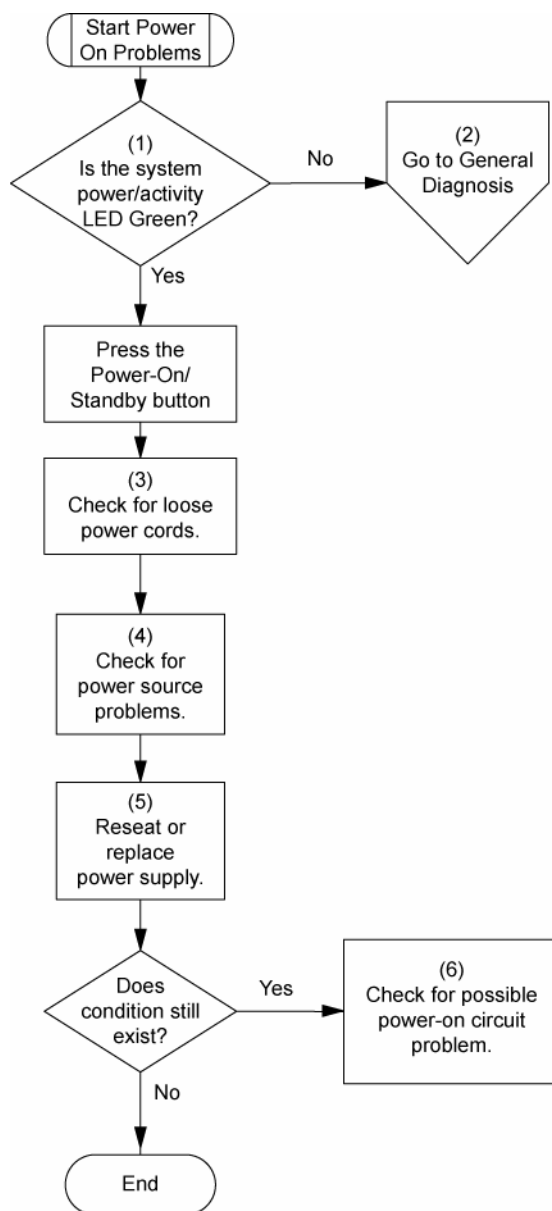 Start Power
On Problems
(1)
Is the system
power/activity
LED Green?
No
(2)
Go to General
Diagnosis
Yes
Press the
Power-On/
Standby button
(3)
Check for loose
power cords.
(4)
Check for
power source
problems.
(5)
Reseat or
replace
power supply.
Does
condition still
exist?
Yes
(6)
Check for possible
power-on circuit
problem.
No
End